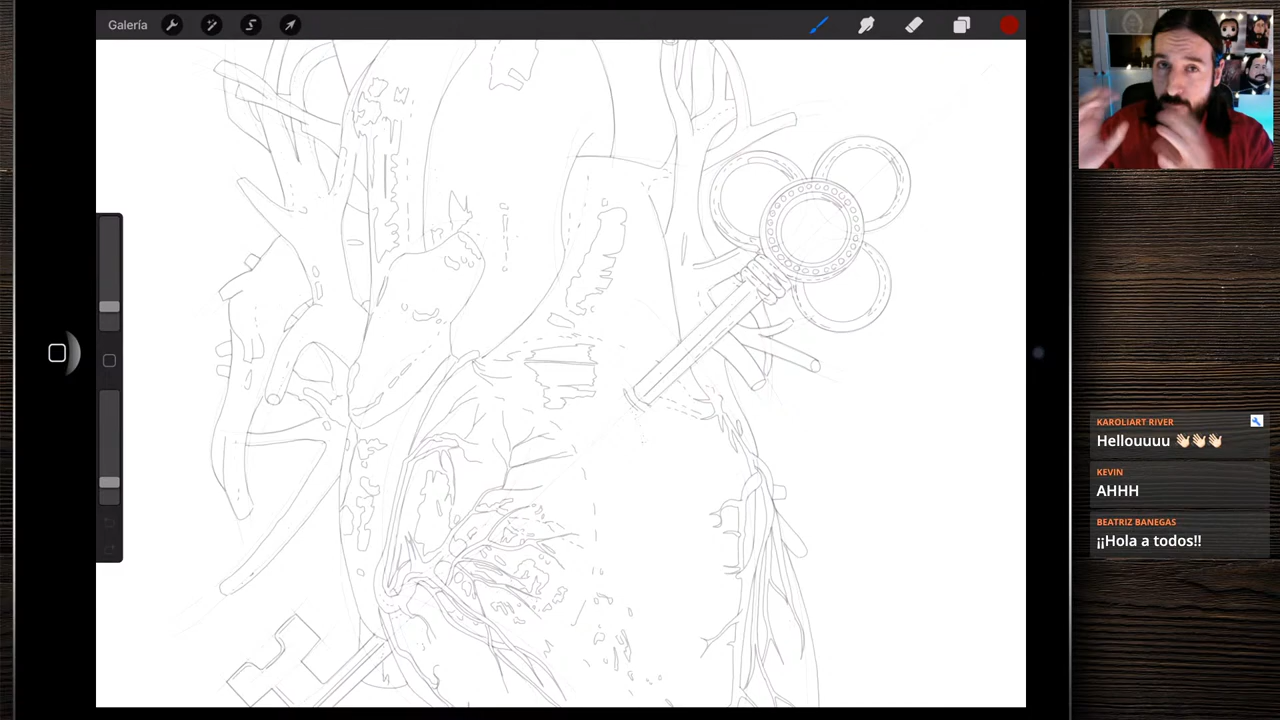 Galería
KAROLIART RIVER
Hellouuuu 👋🏻👋🏻👋🏻
KEVIN
AHHH
BEATRIZ BANEGAS
¡¡Hola a todos!!